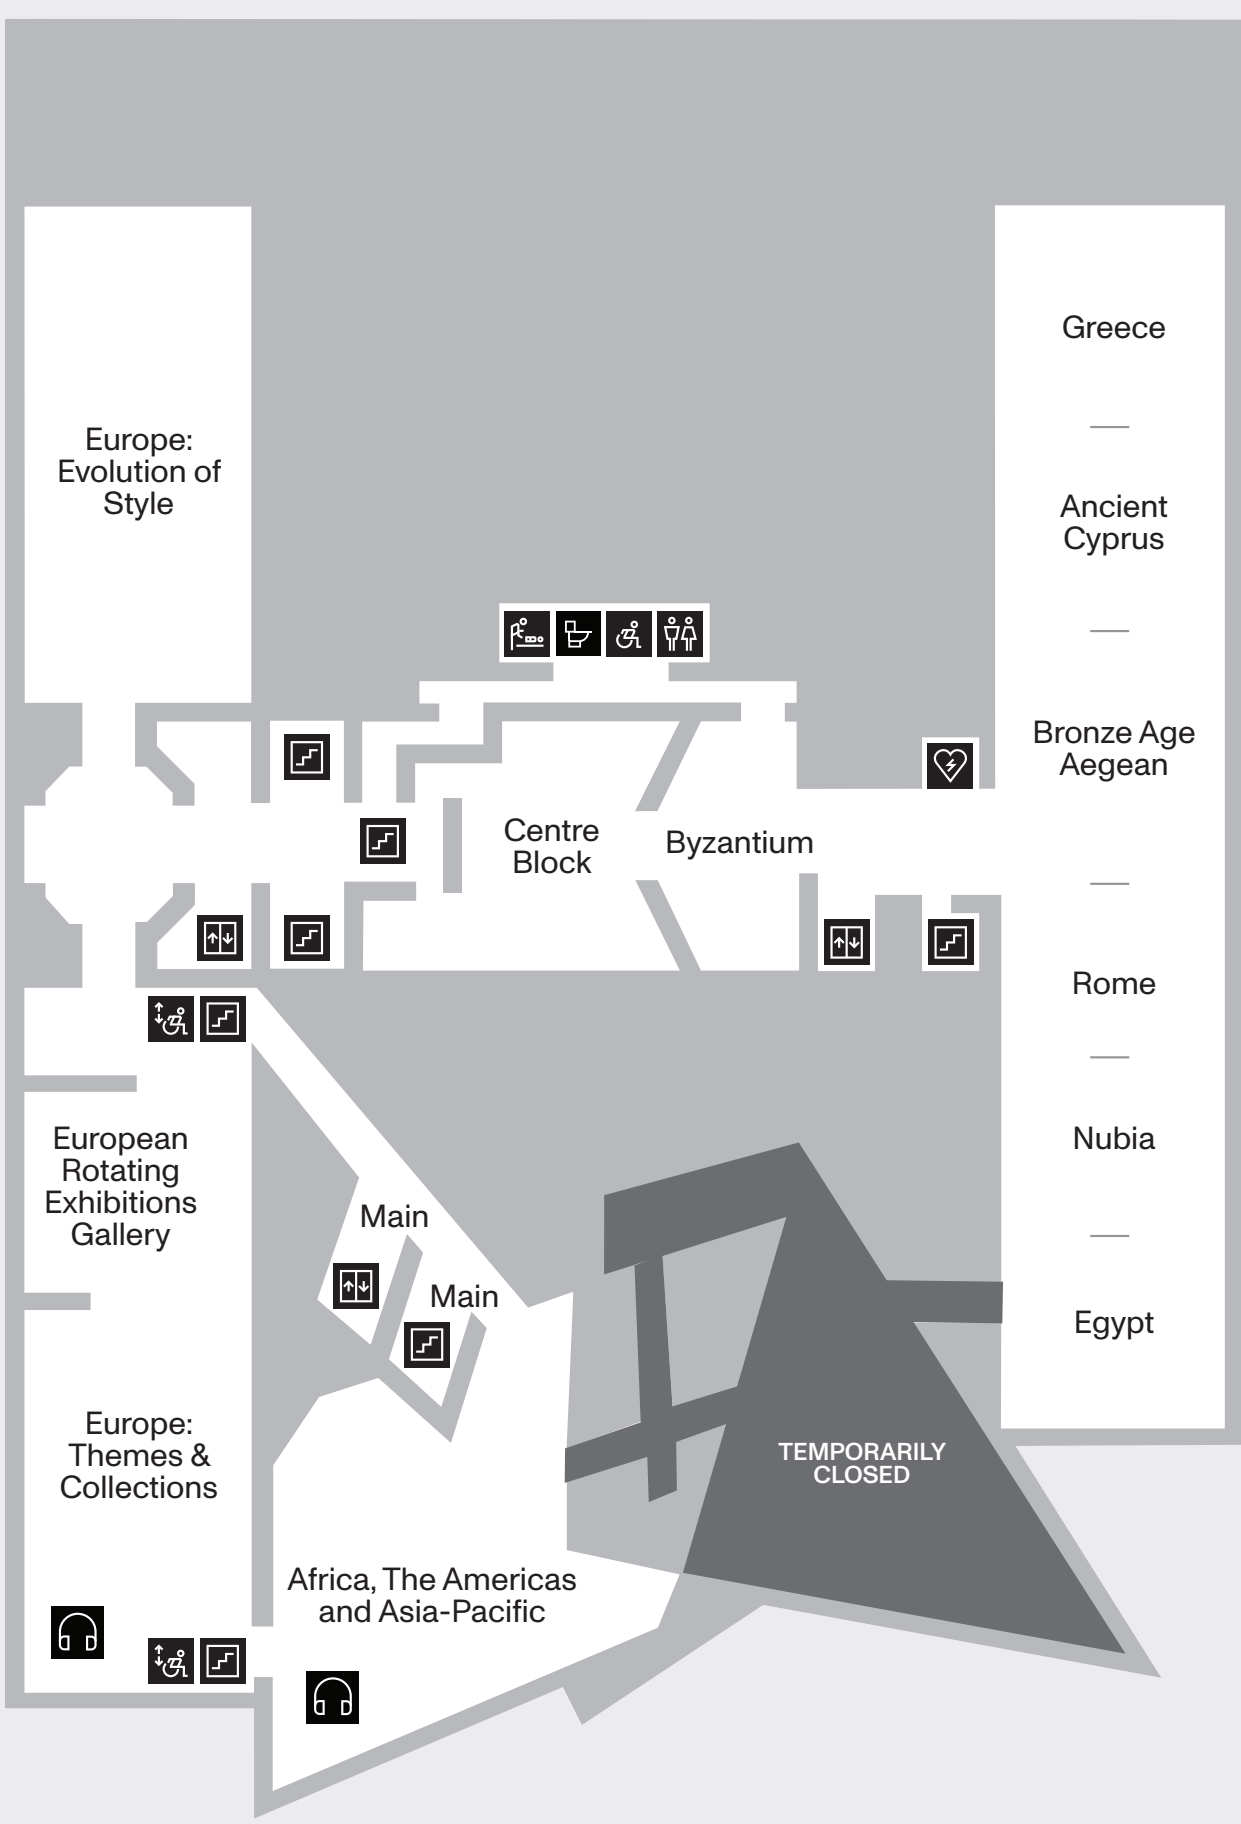 Greece
Europe:
Evolution of
Style
Ancient
Cyprus
Bronze Age
Aegean
Centre
Block
Byzantium
Rome
European
Rotating
Exhibitions
Gallery
Nubia
Main
Main
Egypt
Europe:
Themes &
Collections
TEMPORARILY
CLOSED
Africa, The Americas
and Asia-Pacific